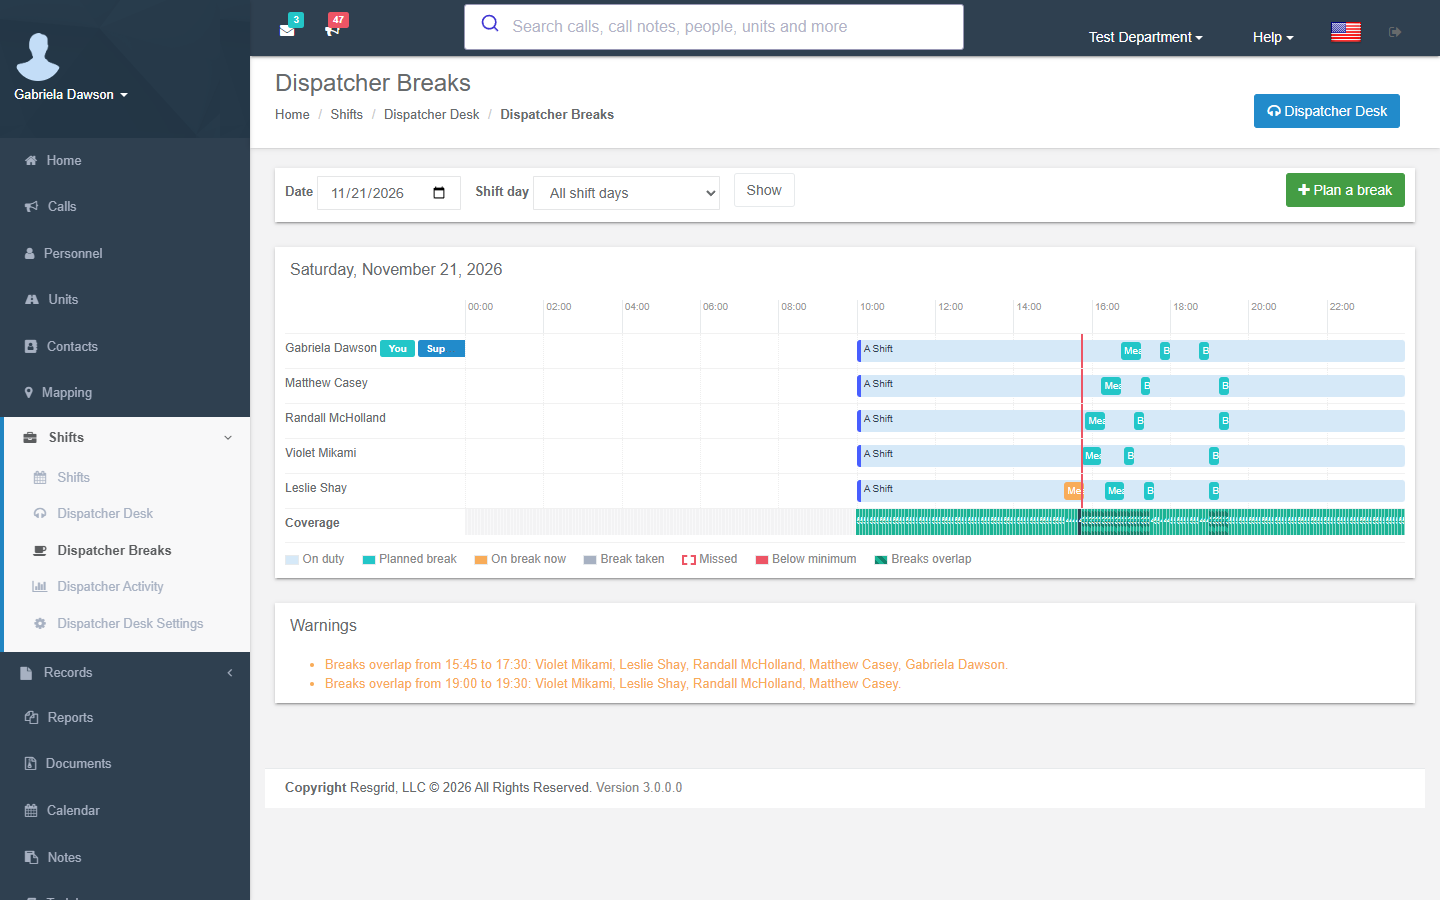 3
47
Search calls, call notes, people, units and more
Test Department
Help
Gabriela Dawson
Home
Calls
Personnel
Units
Contacts
Mapping
Shifts
Shifts
Dispatcher Desk
Dispatcher Breaks
Dispatcher Activity
Dispatcher Desk Settings
Records
Reports
Documents
Calendar
Notes
Dispatcher Breaks
Home / Shifts / Dispatcher Desk / Dispatcher Breaks
Dispatcher Desk
Date 11/21/2026 Shift day All shift days Show
Plan a break
Saturday, November 21, 2026
00:00 02:00 04:00 06:00 08:00 10:00 12:00 14:00 16:00 18:00 20:00 22:00
Gabriela Dawson You Sup A Shift Mea B B
Matthew Casey A Shift Mea B B
Randall McHolland A Shift Mea B B
Violet Mikami A Shift Mea B B
Leslie Shay A Shift Me Mea B B
Coverage
On duty Planned break On break now Break taken Missed Below minimum Breaks overlap
Warnings
• Breaks overlap from 15:45 to 17:30: Violet Mikami, Leslie Shay, Randall McHolland, Matthew Casey, Gabriela Dawson.
• Breaks overlap from 19:00 to 19:30: Violet Mikami, Leslie Shay, Randall McHolland, Matthew Casey.
Copyright Resgrid, LLC © 2026 All Rights Reserved. Version 3.0.0.0